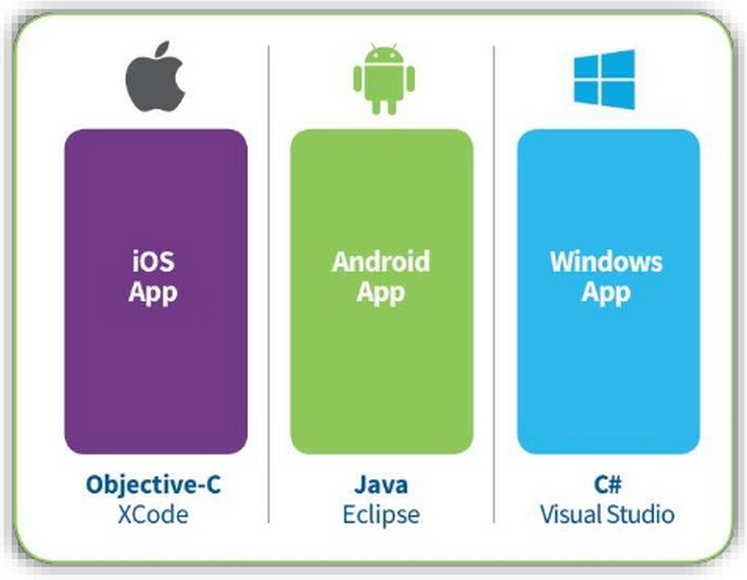 iOS
App
Android
App
Windows
App
Objective-C
XCode
Java
Eclipse
C#
Visual Studio